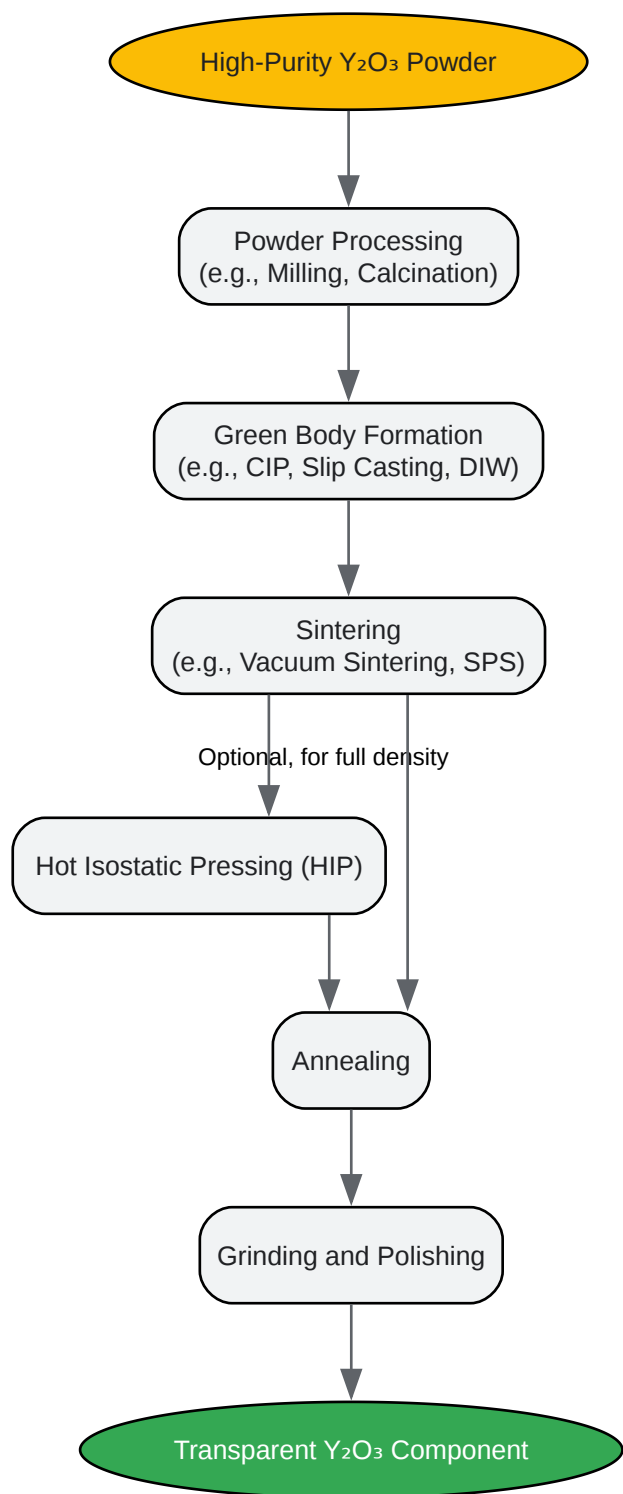 High-Purity Y₂O₃ Powder
Powder Processing
(e.g., Milling, Calcination)
Green Body Formation
(e.g., CIP, Slip Casting, DIW)
Sintering
(e.g., Vacuum Sintering, SPS)
Optional, for full density
Hot Isostatic Pressing (HIP)
Annealing
Grinding and Polishing
Transparent Y₂O₃ Component